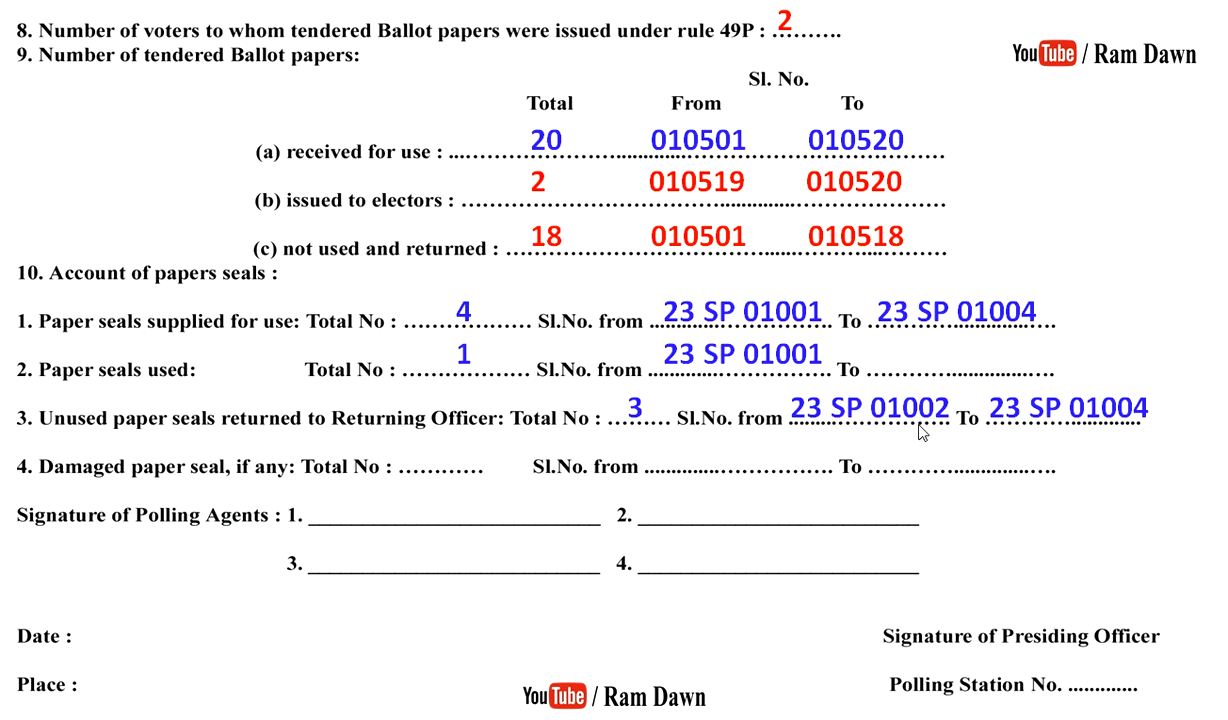 8. Number of voters to whom tendered Ballot papers were issued under rule 49P : ...2.......
YouTube / Ram Dawn
9. Number of tendered Ballot papers:
Sl. No.
Total From To
(a) received for use : ....20....010501....010520....
(b) issued to electors : ....2....010519....010520....
(c) not used and returned : ....18....010501....010518....
10. Account of papers seals :
1. Paper seals supplied for use: Total No : ....4.... Sl.No. from ....23 SP 01001.... To ....23 SP 01004....
2. Paper seals used: Total No : ....1.... Sl.No. from ....23 SP 01001.... To ............
3. Unused paper seals returned to Returning Officer: Total No : ....3.... Sl.No. from ....23 SP 01002.... To ....23 SP 01004....
4. Damaged paper seal, if any: Total No : ............ Sl.No. from ............ To ............
Signature of Polling Agents : 1. ____________ 2. ____________
3. ____________ 4. ____________
Date : Signature of Presiding Officer
Place : YouTube / Ram Dawn Polling Station No. .............